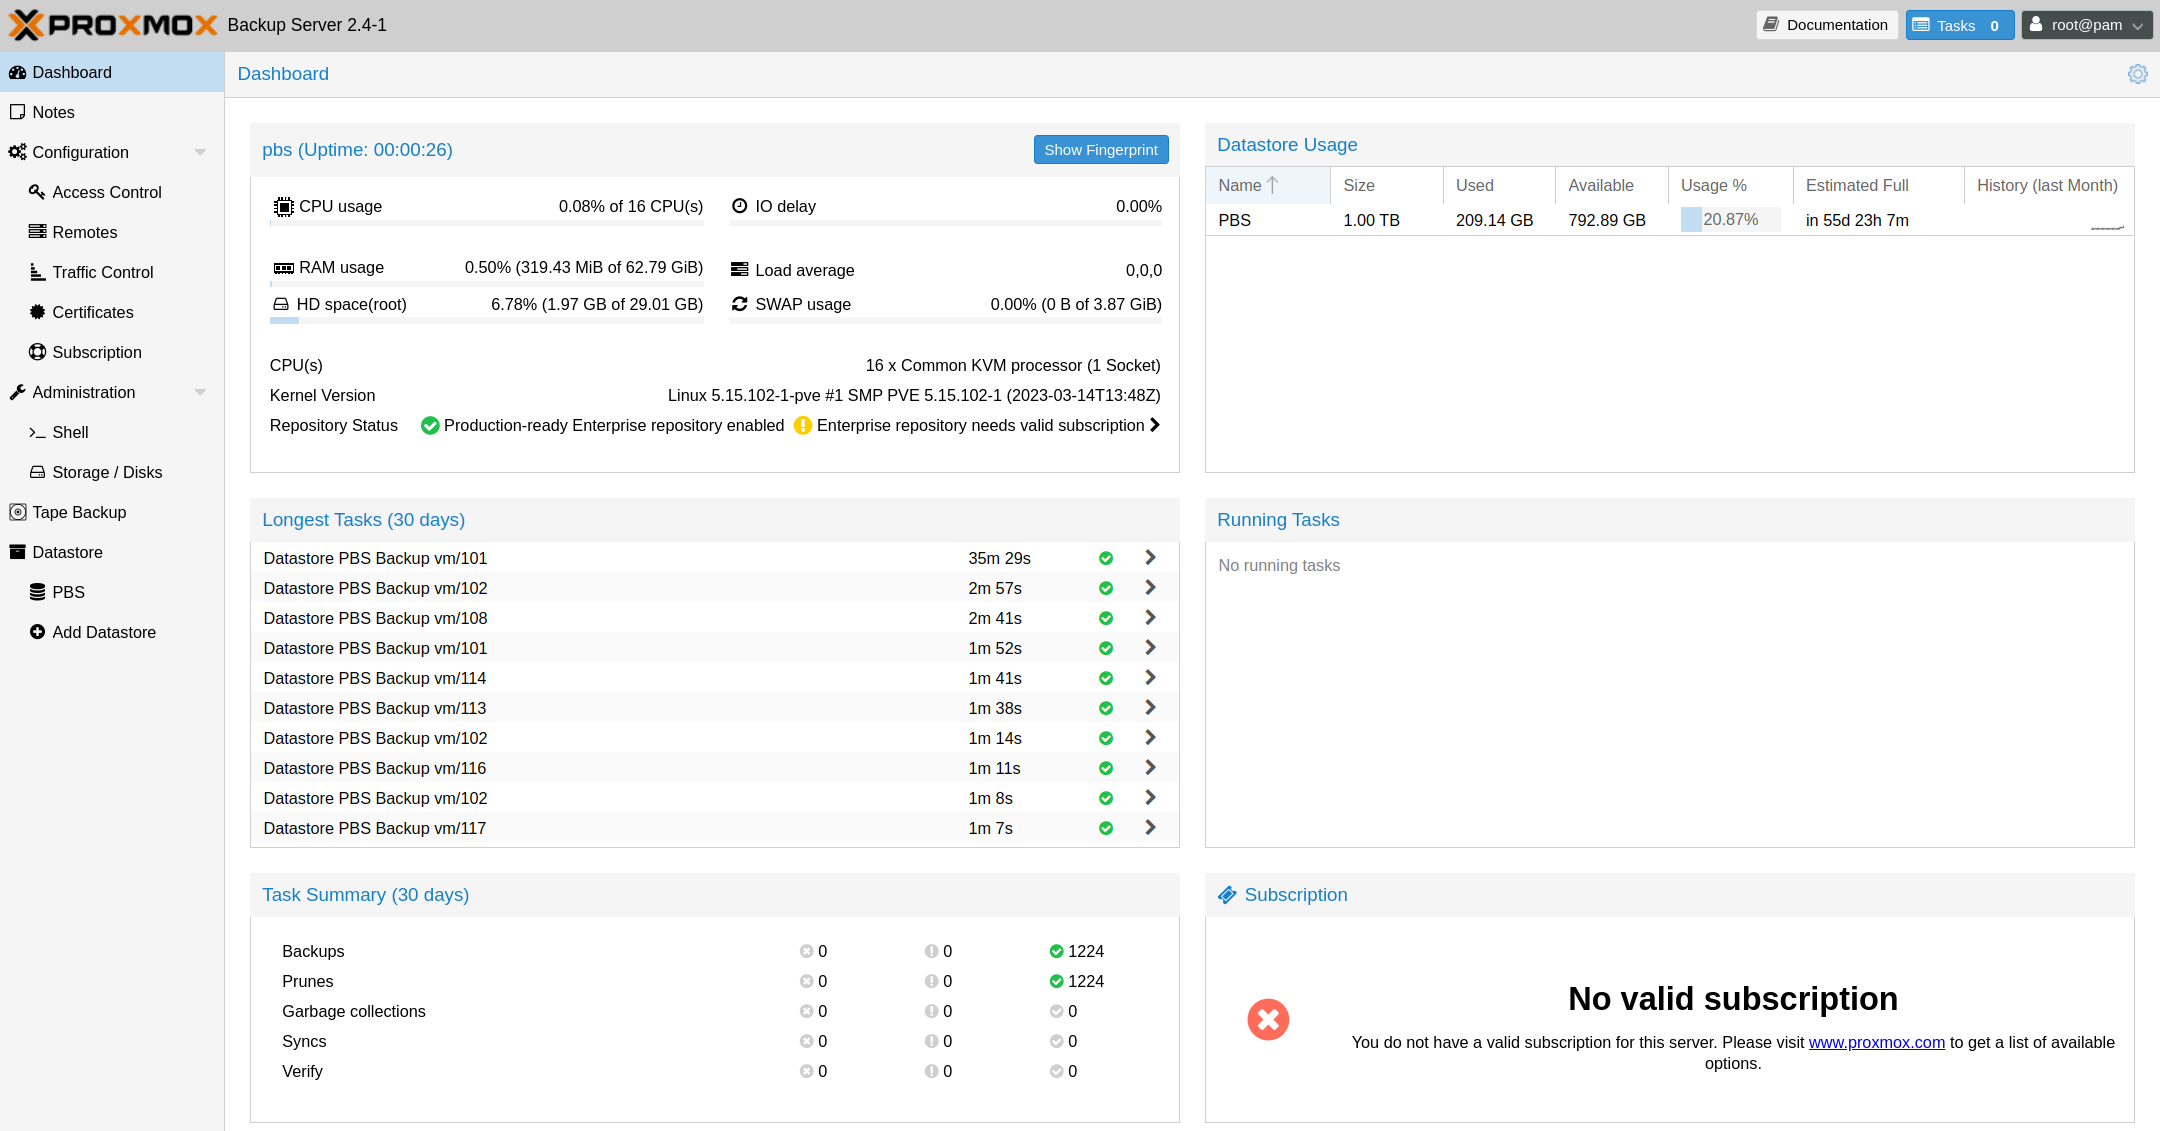 PROXMOX Backup Server 2.4-1
Documentation
Tasks 0
root@pam
Dashboard
Notes
Configuration
Access Control
Remotes
Traffic Control
Certificates
Subscription
Administration
Shell
Storage / Disks
Tape Backup
Datastore
PBS
Add Datastore
Dashboard
pbs (Uptime: 00:00:26)
Show Fingerprint
CPU usage 0.08% of 16 CPU(s)
IO delay 0.00%
RAM usage 0.50% (319.43 MiB of 62.79 GiB)
Load average 0,0,0
HD space(root) 6.78% (1.97 GB of 29.01 GB)
SWAP usage 0.00% (0 B of 3.87 GiB)
CPU(s) 16 x Common KVM processor (1 Socket)
Kernel Version Linux 5.15.102-1-pve #1 SMP PVE 5.15.102-1 (2023-03-14T13:48Z)
Repository Status Production-ready Enterprise repository enabled Enterprise repository needs valid subscription
Datastore Usage
Name Size Used Available Usage % Estimated Full History (last Month)
PBS 1.00 TB 209.14 GB 792.89 GB 20.87% in 55d 23h 7m
Longest Tasks (30 days)
Datastore PBS Backup vm/101 35m 29s
Datastore PBS Backup vm/102 2m 57s
Datastore PBS Backup vm/108 2m 41s
Datastore PBS Backup vm/101 1m 52s
Datastore PBS Backup vm/114 1m 41s
Datastore PBS Backup vm/113 1m 38s
Datastore PBS Backup vm/102 1m 14s
Datastore PBS Backup vm/116 1m 11s
Datastore PBS Backup vm/102 1m 8s
Datastore PBS Backup vm/117 1m 7s
Running Tasks
No running tasks
Task Summary (30 days)
Backups 0 0 1224
Prunes 0 0 1224
Garbage collections 0 0 0
Syncs 0 0 0
Verify 0 0 0
Subscription
No valid subscription
You do not have a valid subscription for this server. Please visit www.proxmox.com to get a list of available
options.